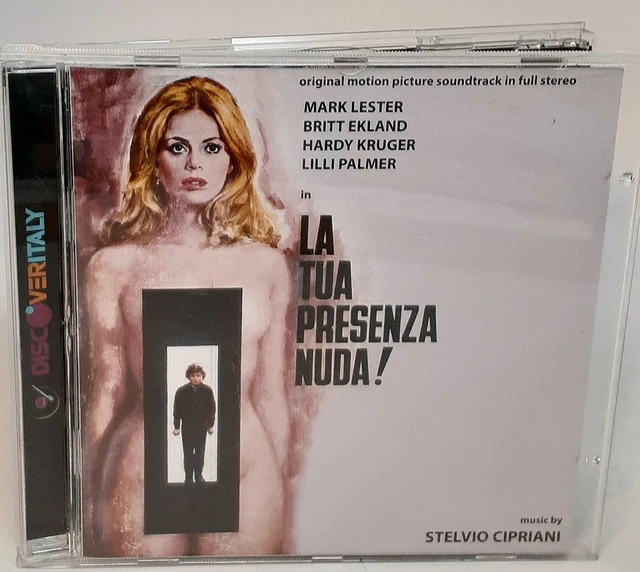 original motion picture soundtrack in full stereo
MARK LESTER
BRITT EKLAND
HARDY KRUGER
LILLI PALMER
in
LA
TUA
PRESENZA
NUDA!
music by
STELVIO CIPRIANI
DISCOVERITALY